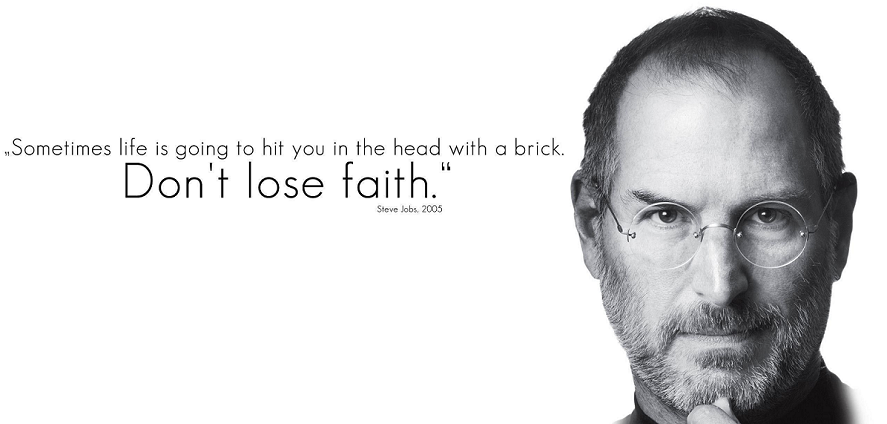 „Sometimes life is going to hit you in the head with a brick.
Don't lose faith.“
Steve Jobs, 2005